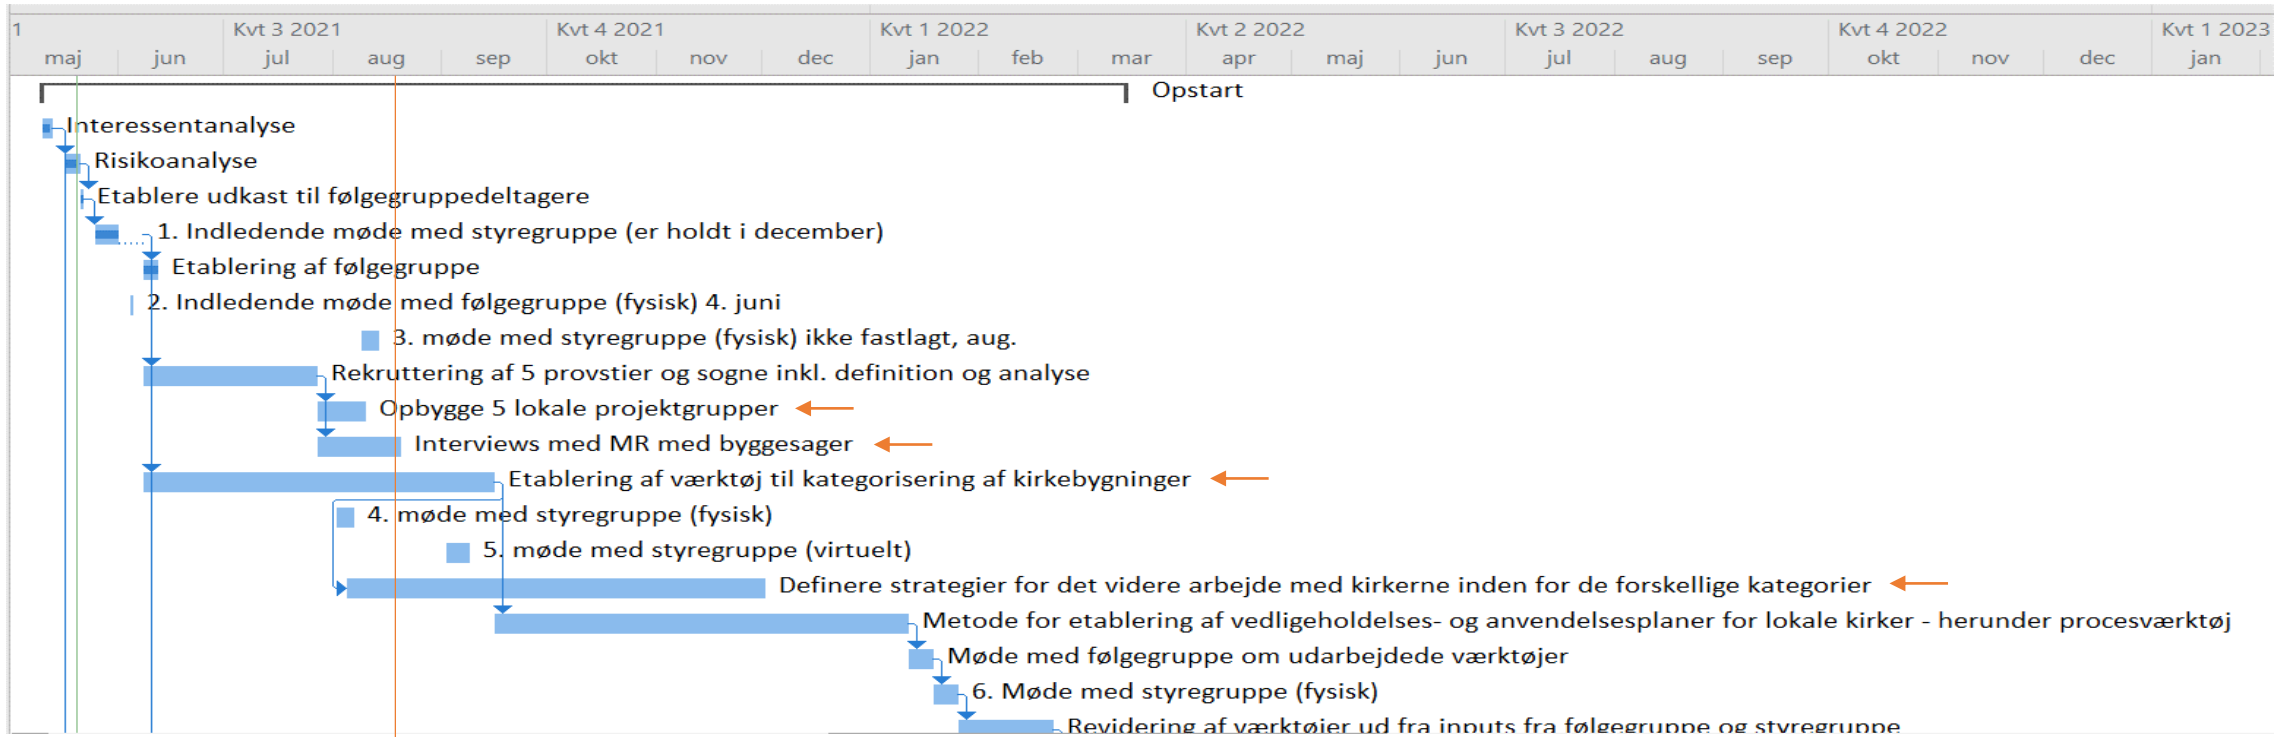 1 Kvt 3 2021 Kvt 4 2021 Kvt 1 2022 Kvt 2 2022 Kvt 3 2022 Kvt 4 2022 Kvt 1 2023
maj jun jul aug sep okt nov dec jan feb mar apr maj jun jul aug sep okt nov dec jan
Opstart
Interessentanalyse
Risikoanalyse
Etablere udkast til følgegruppedeltagere
1. Indledende møde med styregruppe (er holdt i december)
Etablering af følgegruppe
2. Indledende møde med følgegruppe (fysisk) 4. juni
3. møde med styregruppe (fysisk) ikke fastlagt, aug.
Rekruttering af 5 provstier og sogne inkl. definition og analyse
Opbygge 5 lokale projektgrupper
Interviews med MR med byggesager
Etablering af værktøj til kategorisering af kirkebygninger
4. møde med styregruppe (fysisk)
5. møde med styregruppe (virtuelt)
Definere strategier for det videre arbejde med kirkerne inden for de forskellige kategorier
Metode for etablering af vedligeholdelses- og anvendelsesplaner for lokale kirker - herunder procesværktøj
Møde med følgegruppe om udarbejdede værktøjer
6. Møde med styregruppe (fysisk)
Revidering af værktøjer ud fra inputs fra følgegruppe og styregruppe